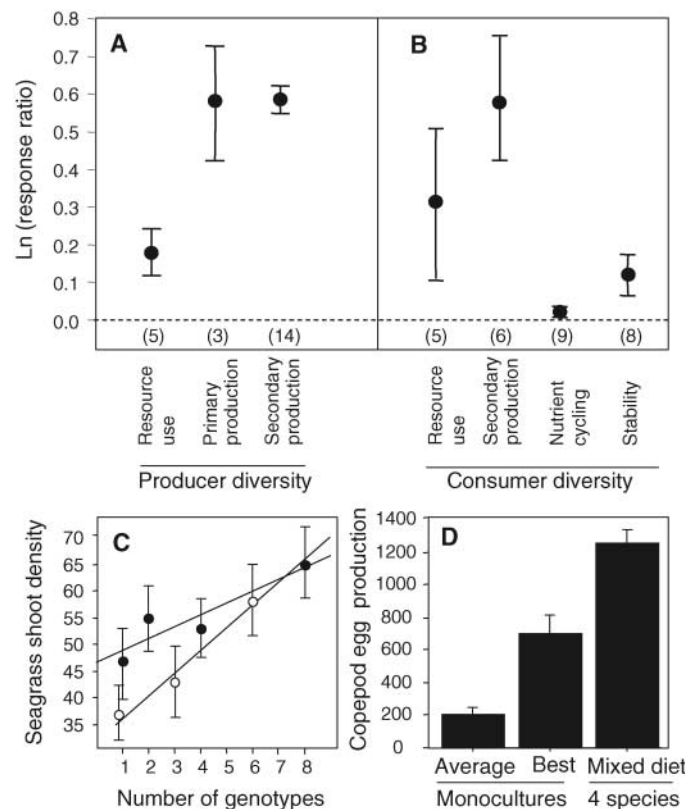 A
B
Ln (response ratio)
0.8
0.7
0.6
0.5
0.4
0.3
0.2
0.1
0.0
(5) (3) (14) (5) (6) (9) (8)
Resource
use
Primary
production
Secondary
production
Resource
use
Secondary
production
Nutrient
cycling
Stability
Producer diversity
Consumer diversity
C
Seagrass shoot density
70
65
60
55
50
45
40
35
1 2 3 4 5 6 7 8
Number of genotypes
D
Copepod egg production
1400
1200
1000
800
600
400
200
0
Average Best Mixed diet
Monocultures 4 species